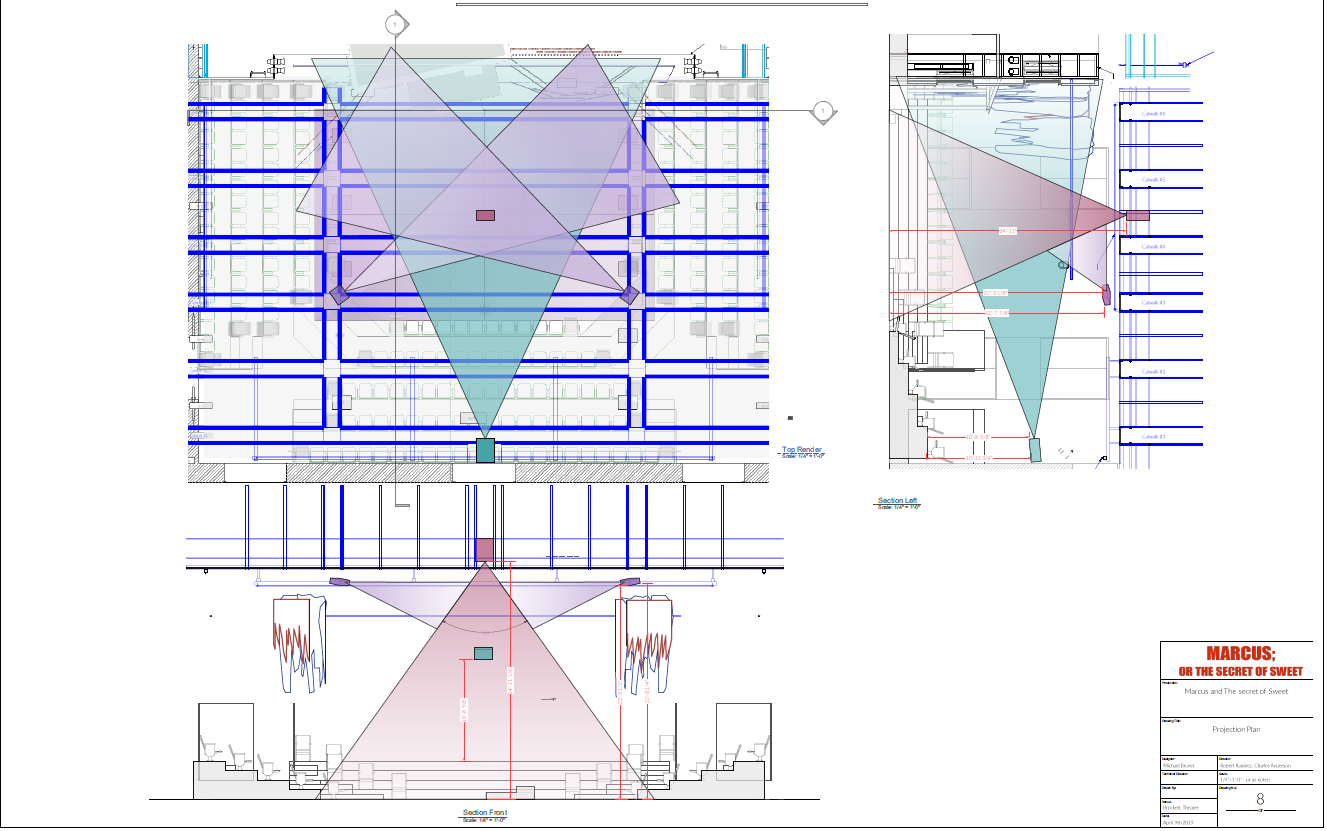 1
1
Top Render
Scale: 1/4" = 1'-0"
Catwalk #6
Catwalk #5
Catwalk #4
Catwalk #3
Catwalk #2
Catwalk #1
24'-11"
22'-7 7/8"
10'-8 5/8"
10'-11 3/4"
Section Left
Scale: 1/4" = 1'-0"
10'-8 5/8"
Section Front
Scale: 1/4" = 1'-0"
MARCUS;
OR THE SECRET OF SWEET
Production:
Marcus and The secret of Sweet
Drawing Title:
Projection Plan
Designer:
Michael Bruner
Director:
Robert Ramirez, Charles Anderson
Technical Director:
Scale:
1/4"=1'-0" or as noted
Drawn By:
Drawing No.:
8
OF
Venue:
Brockett Theater
Date:
April 9th 2019